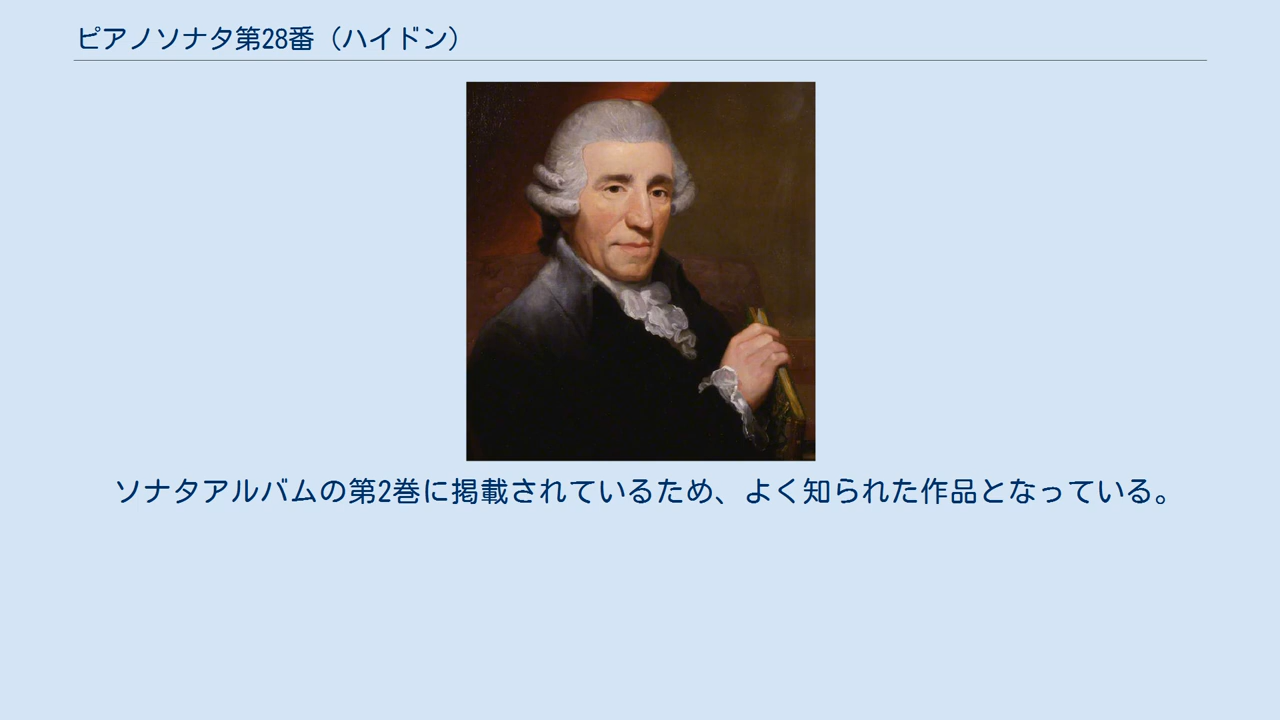 ピアノソナタ第28番（ハイドン）
ソナタアルバムの第2巻に掲載されているため、よく知られた作品となっている。